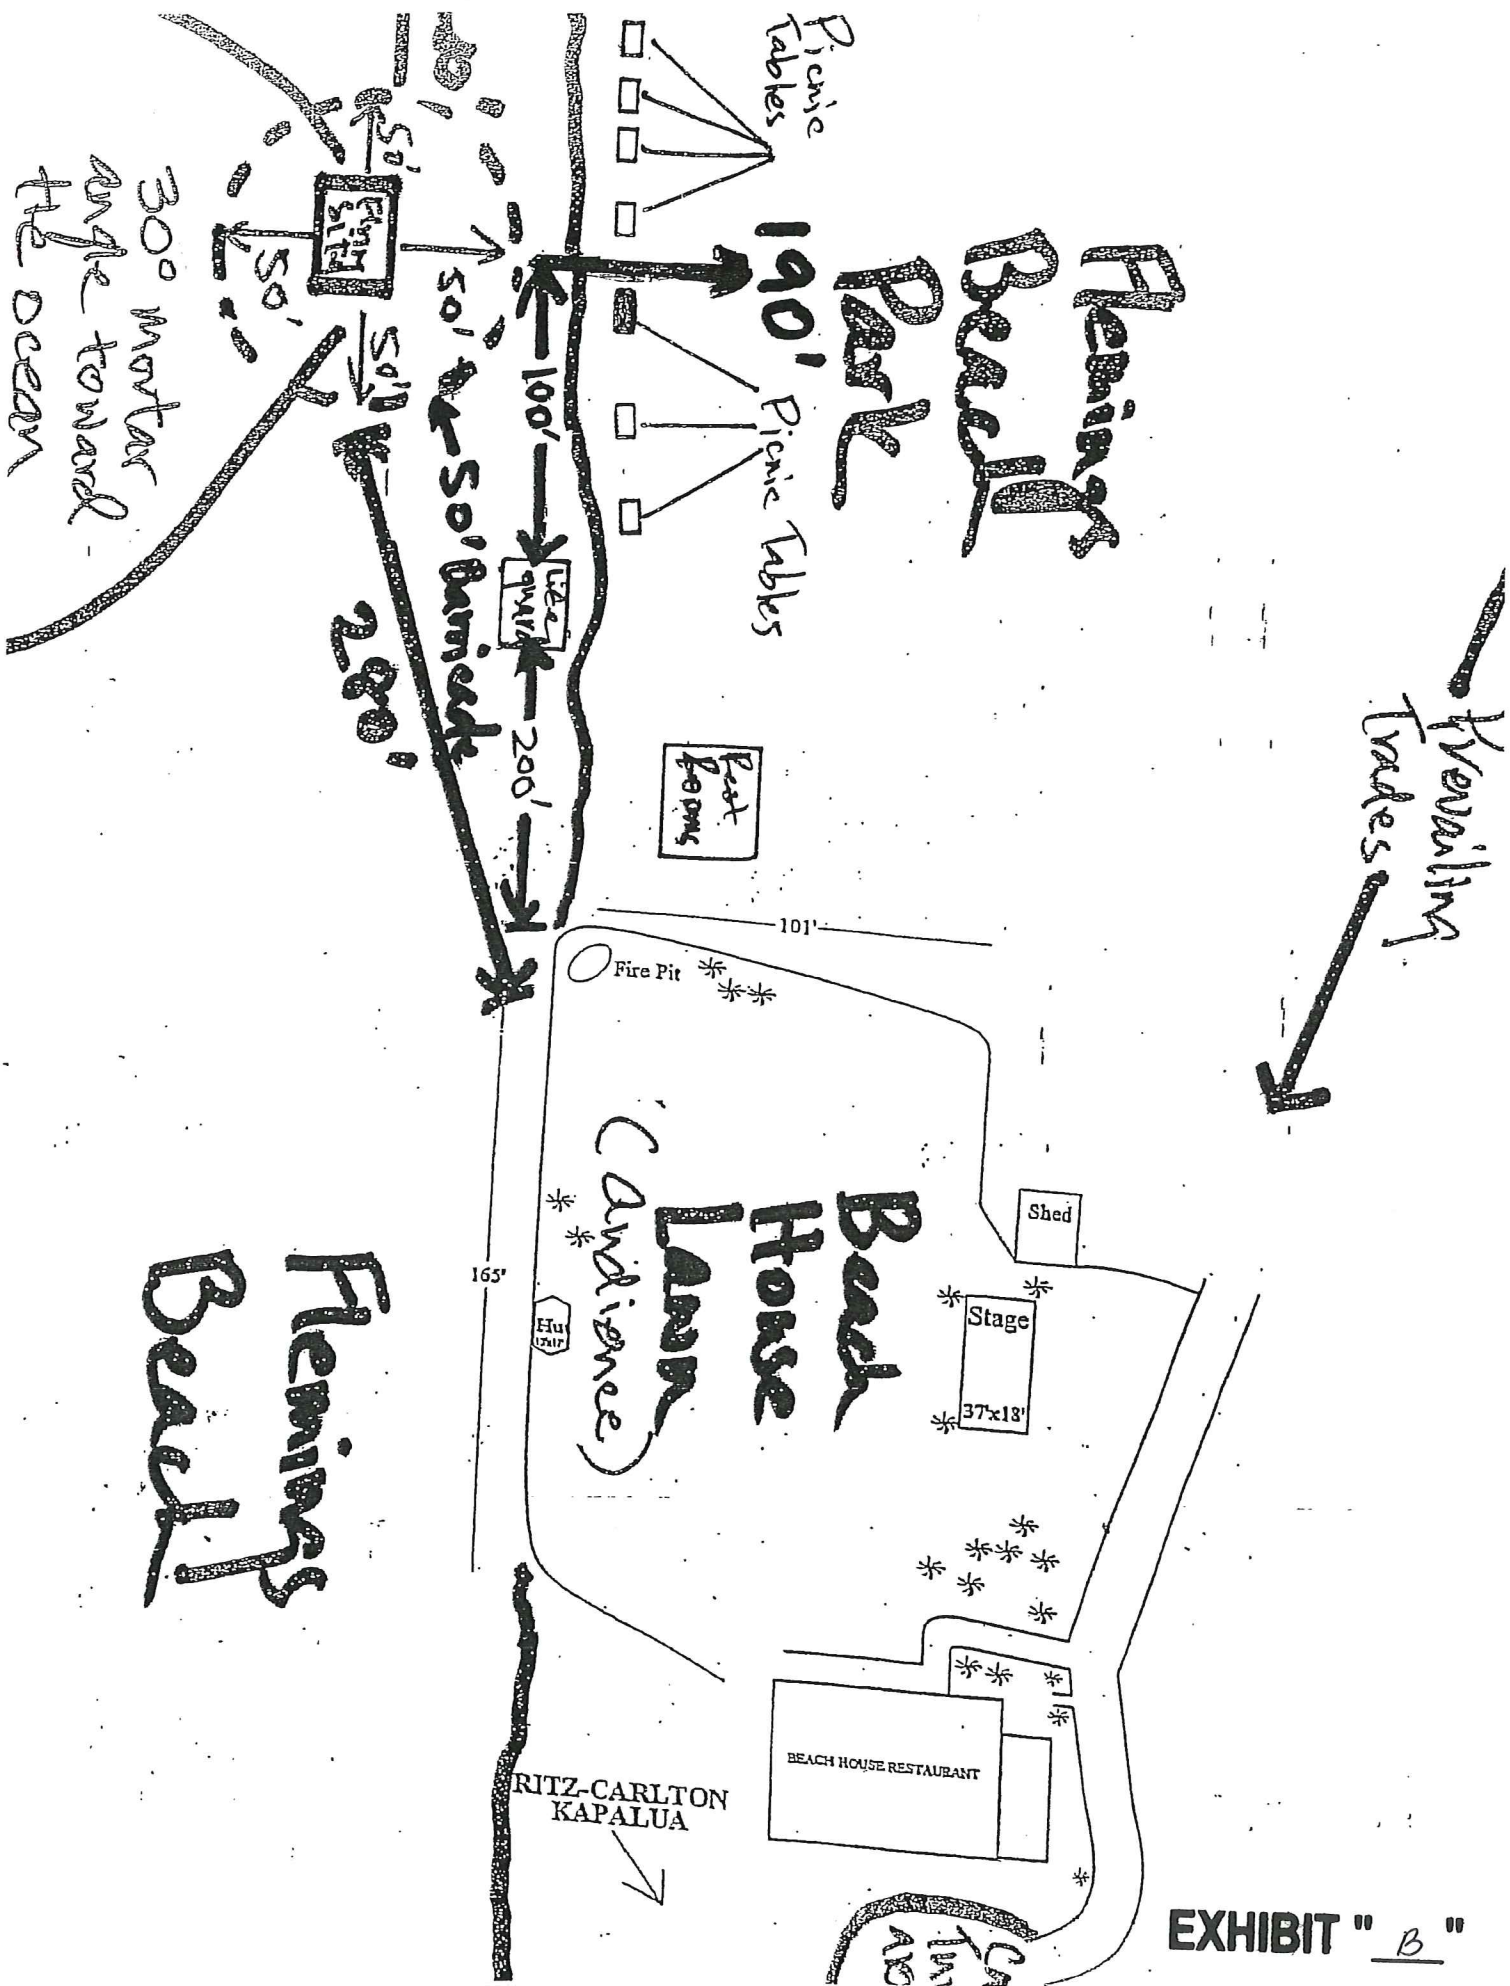 EXHIBIT " B "
Prevailing
Trades
Flemings
Beach
Park
190'
Picnic
Tables
Picnic Tables
Rest
Rooms
Life
guard
100'
200'
50' Barricade
280'
Firing
Site
50'
50'
50'
50'
30° mortar
angle toward
the ocean
101'
Fire Pit
Shed
Stage
37'x18'
Beach
House
Lawn
(Audience)
165'
Flemings
Beach
BEACH HOUSE RESTAURANT
RITZ-CARLTON
KAPALUA